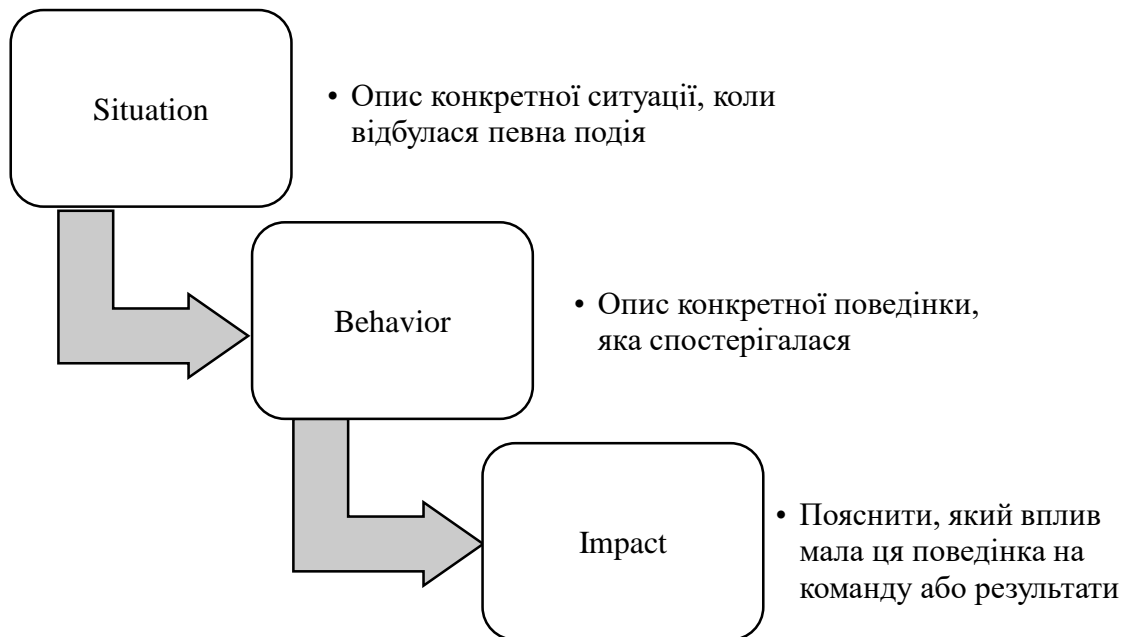 Situation
• Опис конкретної ситуації, коли
відбулася певна подія
Behavior
• Опис конкретної поведінки,
яка спостерігалася
Impact
• Пояснити, який вплив
мала ця поведінка на
команду або результати